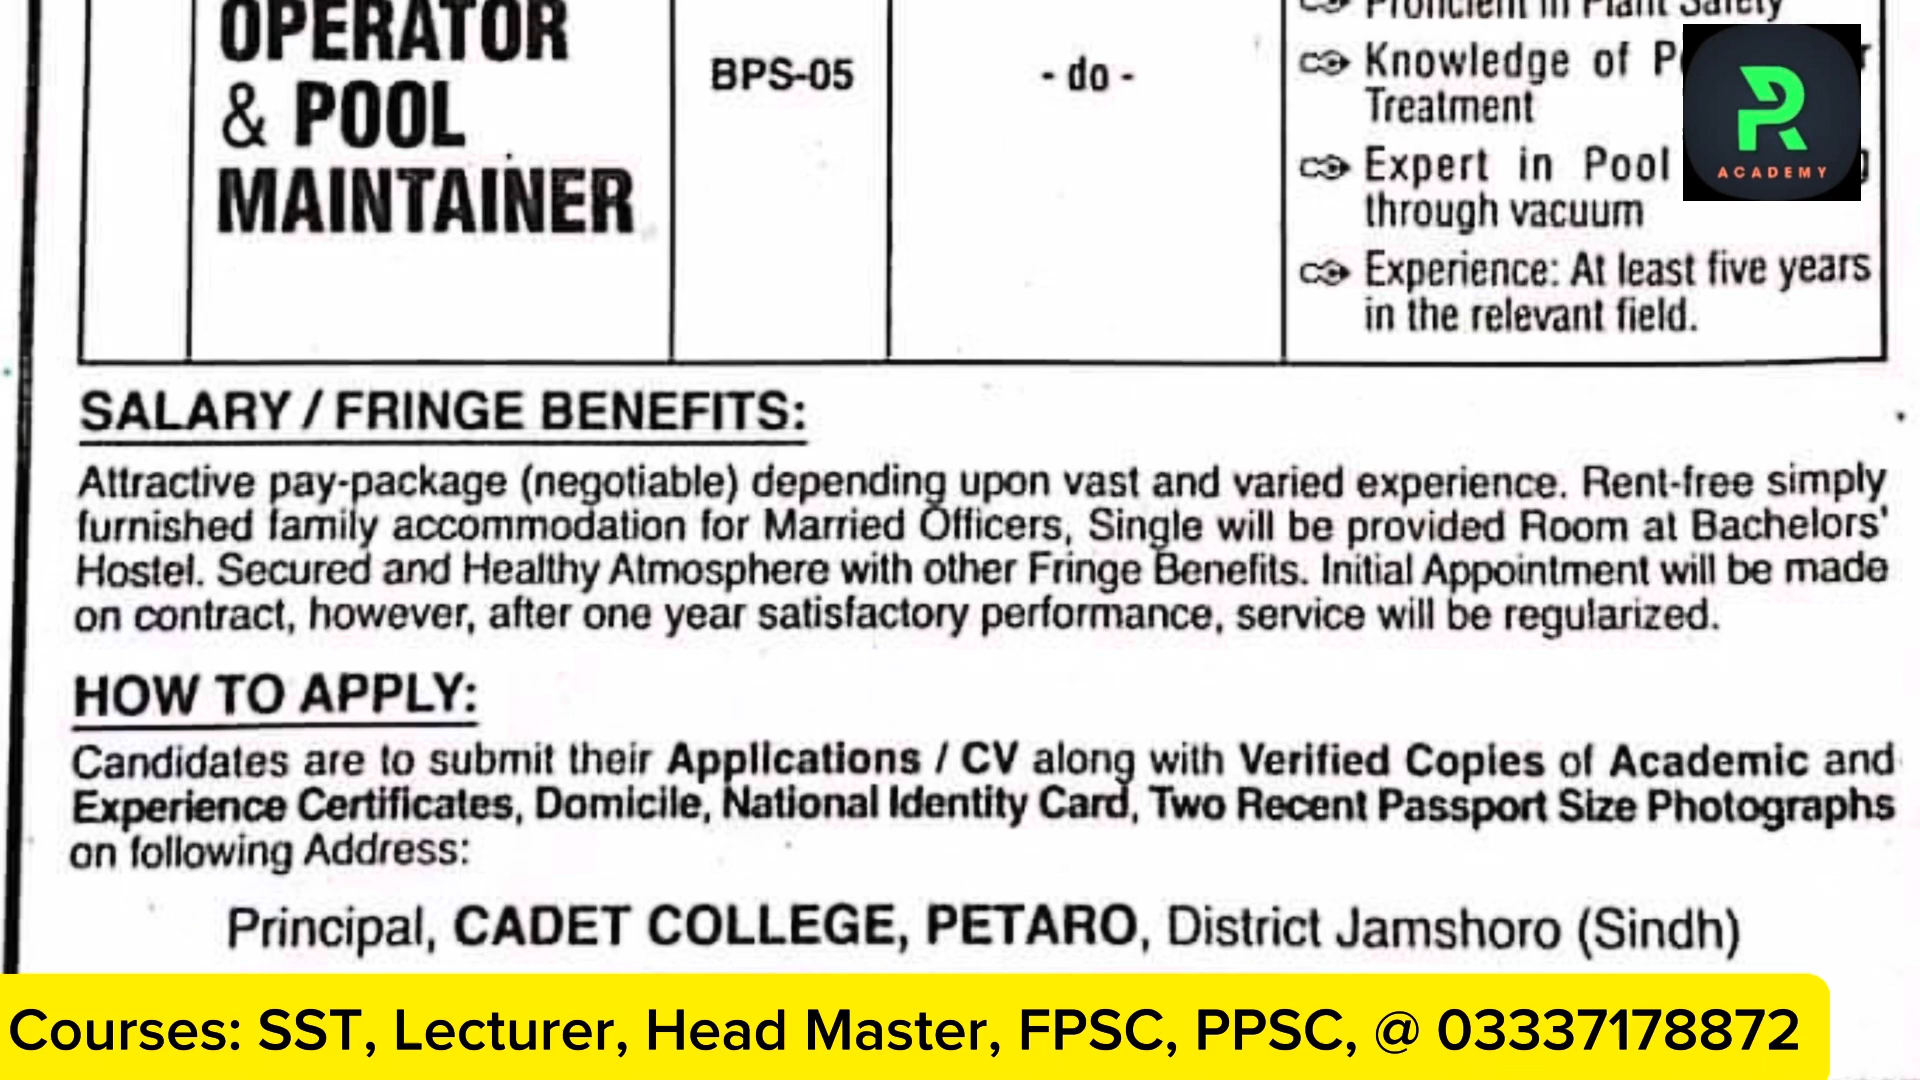 OPERATOR
& POOL
MAINTAINER
BPS-05
- do -
Proficient in Plant Safety
Knowledge of
Treatment
Expert in Pool
through vacuum
Experience: At least five years
in the relevant field.
R
ACADEMY
SALARY / FRINGE BENEFITS:
Attractive pay-package (negotiable) depending upon vast and varied experience. Rent-free simply
furnished family accommodation for Married Officers, Single will be provided Room at Bachelors'
Hostel. Secured and Healthy Atmosphere with other Fringe Benefits. Initial Appointment will be made
on contract, however, after one year satisfactory performance, service will be regularized.
HOW TO APPLY:
Candidates are to submit their Applications / CV along with Verified Copies of Academic and
Experience Certificates, Domicile, National Identity Card, Two Recent Passport Size Photographs
on following Address:
Principal, CADET COLLEGE, PETARO, District Jamshoro (Sindh)
Courses: SST, Lecturer, Head Master, FPSC, PPSC, @ 03337178872